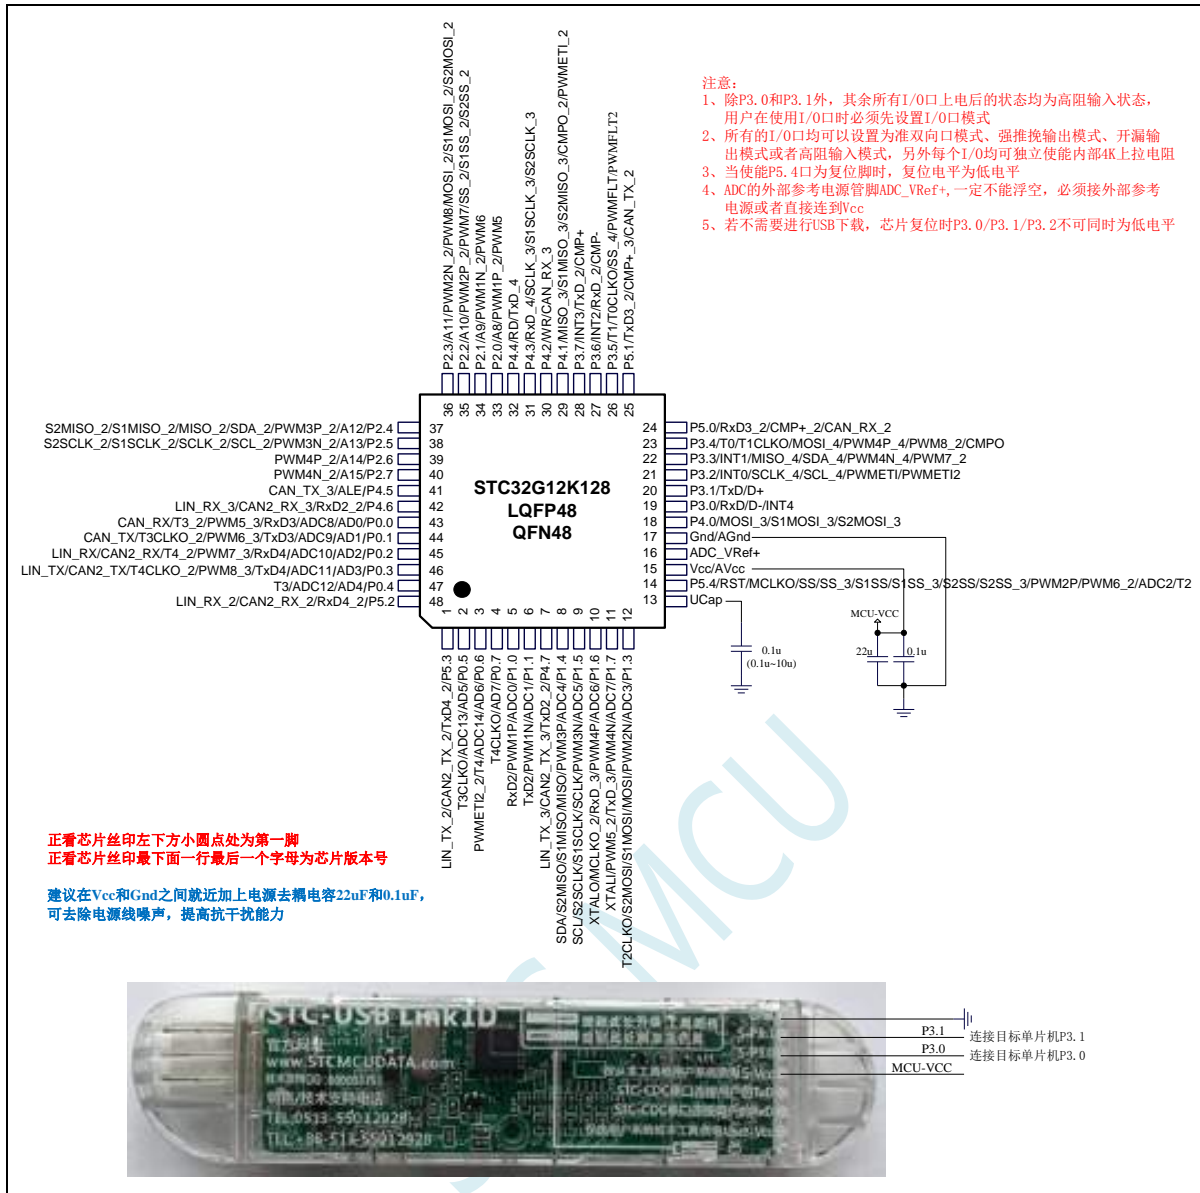 注意：
1、除P3.0和P3.1外，其余所有I/O口上电后的状态均为高阻输入状态，
用户在使用I/O口时必须先设置I/O口模式
2、所有的I/O口均可以设置为准双向口模式、强推挽输出模式、开漏输
出模式或者高阻输入模式，另外每个I/O均可独立使能内部4K上拉电阻
3、当使能P5.4口为复位脚时，复位电平为低电平
4、ADC的外部参考电源管脚ADC_VRef+,一定不能浮空，必须接外部参考
电源或者直接连到Vcc
5、若不需要进行USB下载，芯片复位时P3.0/P3.1/P3.2不可同时为低电平
P2.3/A11/PWM2N_2/PWM8/MOSI_2/S1MOSI_2/S2MOSI_2
P2.2/A10/PWM2P_2/PWM7/SS_2/S1SS_2/S2SS_2
P2.1/A9/PWM1N_2/PWM6
P2.0/A8/PWM1P_2/PWM5
P4.4/RD/TxD_4
P4.3/RxD_4/SCLK_3/S1SCLK_3/S2SCLK_3
P4.2/WR/CAN_RX_3
P4.1/MISO_3/S1MISO_3/S2MISO_3/CMPO_2/PWMETI_2
P3.7/INT3/TxD_2/CMP+
P3.6/INT2/RxD_2/CMP-
P3.5/T1/T0CLKO/SS_4/PWMFLT/PWMFLT2
P5.1/TxD3_2/CMP+_3/CAN_TX_2
36 35 34 33 32 31 30 29 28 27 26 25
S2MISO_2/S1MISO_2/MISO_2/SDA_2/PWM3P_2/A12/P2.4 37
S2SCLK_2/S1SCLK_2/SCLK_2/SCL_2/PWM3N_2/A13/P2.5 38
PWM4P_2/A14/P2.6 39
PWM4N_2/A15/P2.7 40
CAN_TX_3/ALE/P4.5 41
LIN_RX_3/CAN2_RX_3/RxD2_2/P4.6 42
CAN_RX/T3_2/PWM5_3/RxD3/ADC8/AD0/P0.0 43
CAN_TX/T3CLKO_2/PWM6_3/TxD3/ADC9/AD1/P0.1 44
LIN_RX/CAN2_RX/T4_2/PWM7_3/RxD4/ADC10/AD2/P0.2 45
LIN_TX/CAN2_TX/T4CLKO_2/PWM8_3/TxD4/ADC11/AD3/P0.3 46
T3/ADC12/AD4/P0.4 47
LIN_RX_2/CAN2_RX_2/RxD4_2/P5.2 48
STC32G12K128
LQFP48
QFN48
24 P5.0/RxD3_2/CMP+_2/CAN_RX_2
23 P3.4/T0/T1CLKO/MOSI_4/PWM4P_4/PWM8_2/CMPO
22 P3.3/INT1/MISO_4/SDA_4/PWM4N_4/PWM7_2
21 P3.2/INT0/SCLK_4/SCL_4/PWMETI/PWMETI2
20 P3.1/TxD/D+
19 P3.0/RxD/D-/INT4
18 P4.0/MOSI_3/S1MOSI_3/S2MOSI_3
17 Gnd/AGnd
16 ADC_VRef+
15 Vcc/AVcc
14 P5.4/RST/MCLKO/SS/SS_3/S1SS/S1SS_3/S2SS/S2SS_3/PWM2P/PWM6_2/ADC2/T2
13 UCap
1 2 3 4 5 6 7 8 9 10 11 12
LIN_TX_2/CAN2_TX_2/TxD4_2/P5.3
T3CLKO/ADC13/AD5/P0.5
PWMETI2_2/T4/ADC14/AD6/P0.6
T4CLKO/AD7/P0.7
RxD2/PWM1P/ADC0/P1.0
TxD2/PWM1N/ADC1/P1.1
LIN_TX_3/CAN2_TX_3/TxD2_2/P4.7
SDA/S2MISO/S1MISO/MISO/PWM3P/ADC4/P1.4
SCL/S2SCLK/S1SCLK/SCLK/PWM3N/ADC5/P1.5
XTALO/MCLKO_2/RxD_3/PWM4P/ADC6/P1.6
XTALI/PWM5_2/TxD_3/PWM4N/ADC7/P1.7
T2CLKO/S2MOSI/S1MOSI/MOSI/PWM2N/ADC3/P1.3
MCU-VCC
0.1u
(0.1u~10u)
22u
0.1u
正看芯片丝印左下方小圆点处为第一脚
正看芯片丝印最下面一行最后一个字母为芯片版本号
建议在Vcc和Gnd之间就近加上电源去耦电容22uF和0.1uF，
可去除电源线噪声，提高抗干扰能力
MCU
STC-USB Link1D
www.STCMCUDATA.com
TEL:0513-55012928
P3.1 连接目标单片机P3.1
P3.0 连接目标单片机P3.0
MCU-VCC